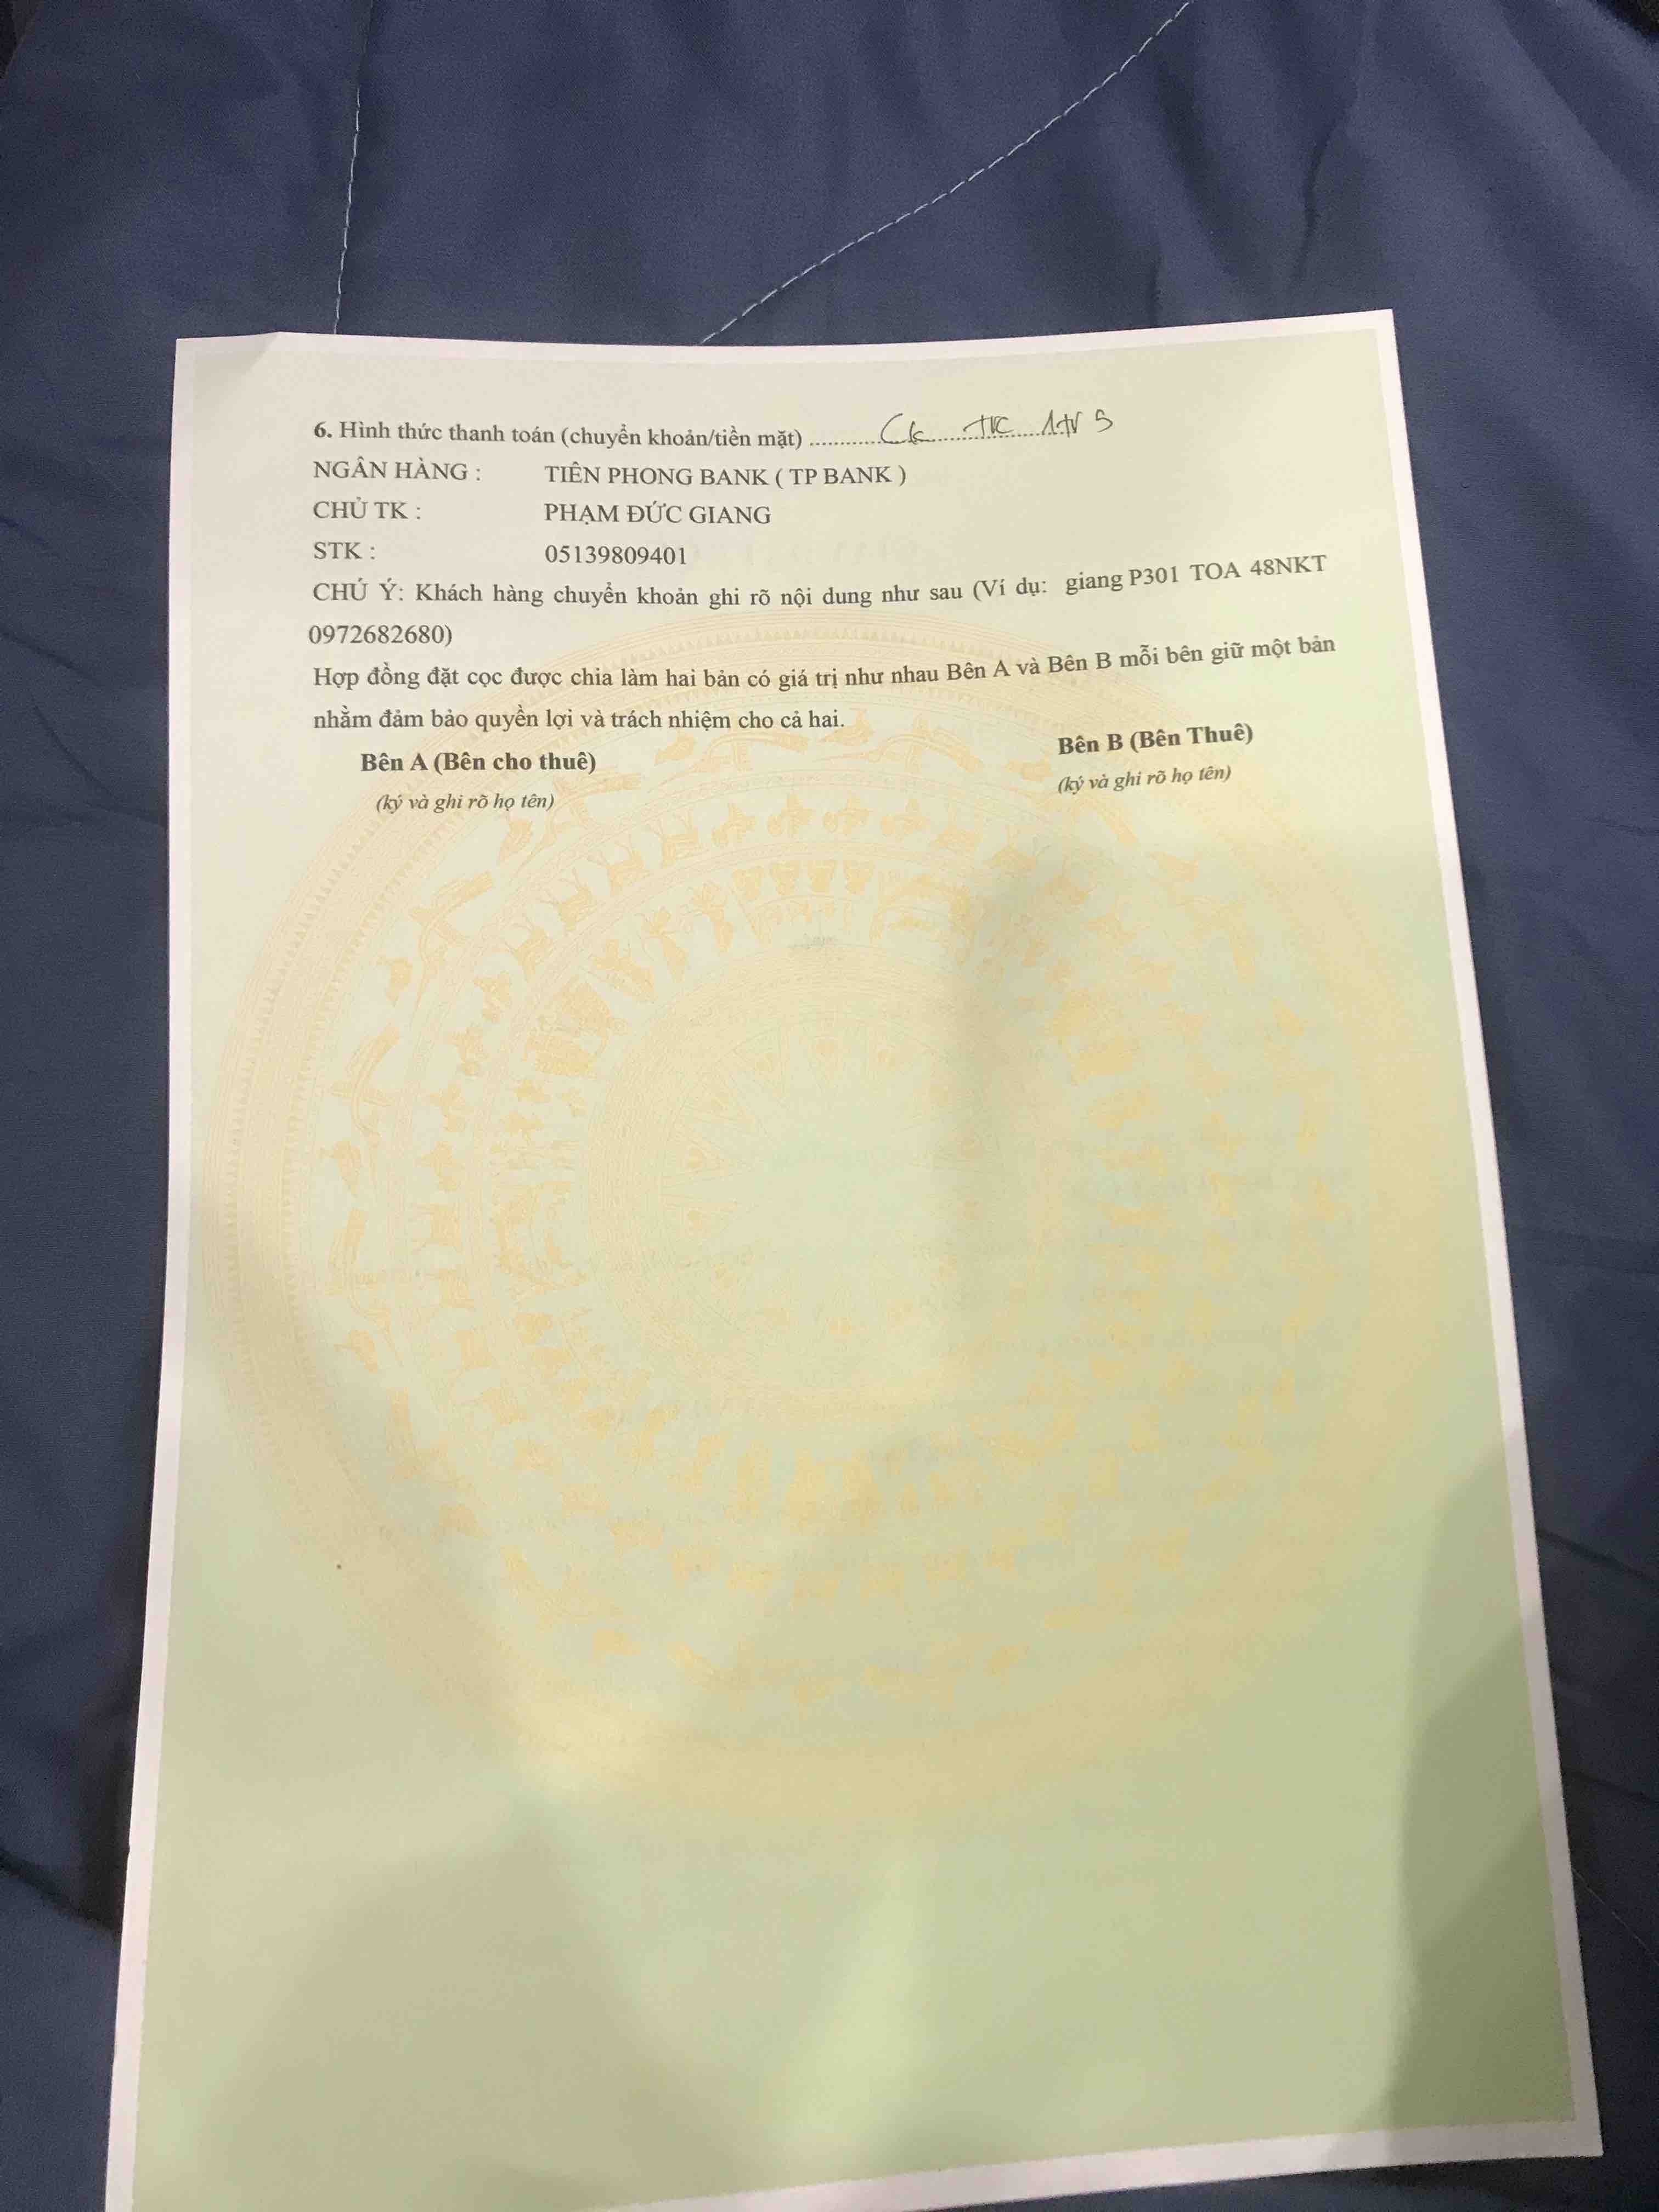 6. Hình thức thanh toán (chuyển khoản/tiền mặt) .......... Ck
NGÂN HÀNG : TIÊN PHONG BANK ( TP BANK )
CHỦ TK : PHẠM ĐỨC GIANG
STK : 05139809401
CHÚ Ý: Khách hàng chuyển khoản ghi rõ nội dung như sau (Ví dụ: giang P301 TOA 48NKT
0972682680)
Hợp đồng đặt cọc được chia làm hai bản có giá trị như nhau Bên A và Bên B mỗi bên giữ một bản
nhằm đảm bảo quyền lợi và trách nhiệm cho cả hai.
Bên A (Bên cho thuê) Bên B (Bên Thuê)
(ký và ghi rõ họ tên) (ký và ghi rõ họ tên)